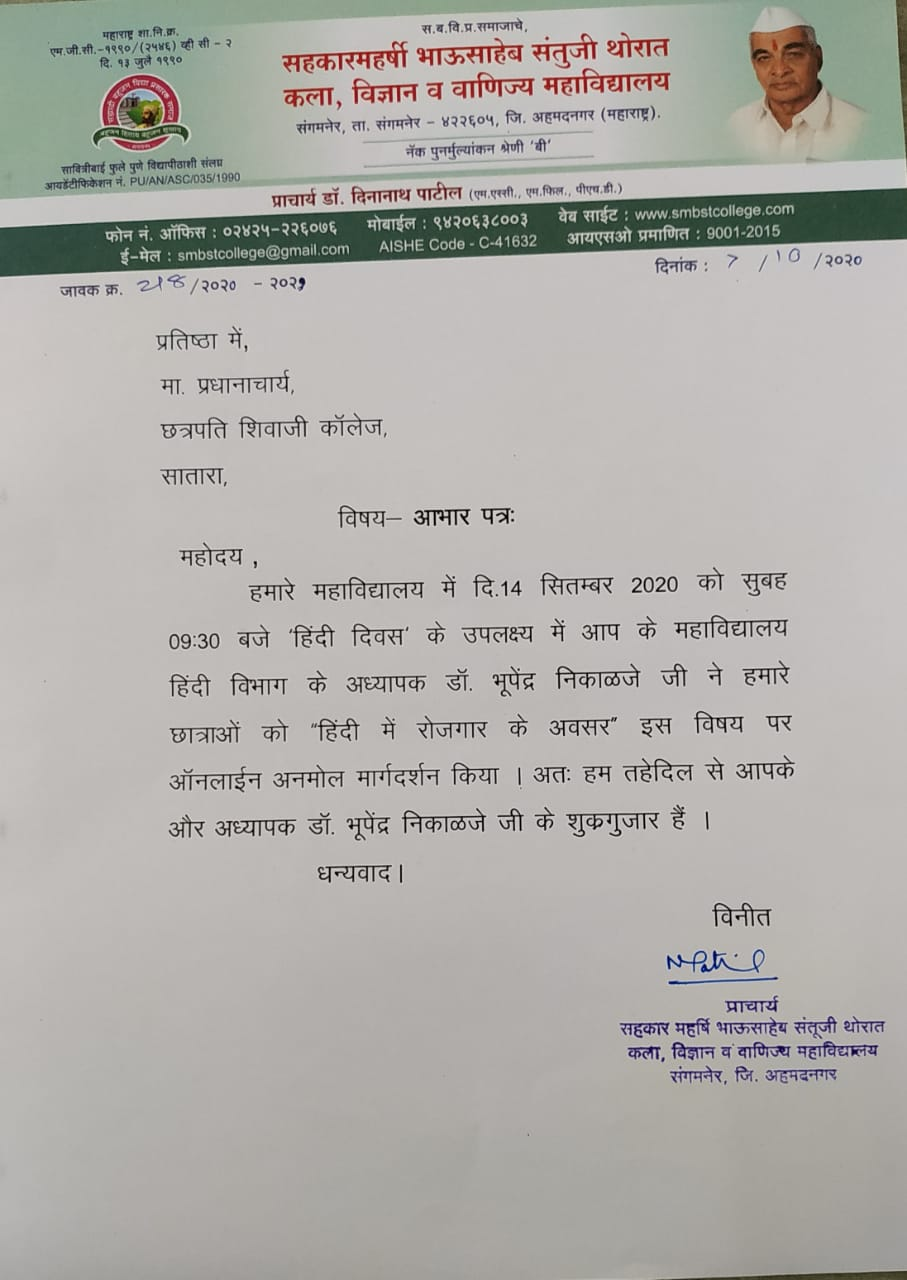 महाराष्ट्र शा.नि.क्र.
एम.जी.सी.-१९९०/(२५४६) व्ही सी - २
दि. १३ जुलै १९९०
सावित्रीबाई फुले पुणे विद्यापीठाशी संलग्न
आयडेंटीफिकेशन नं. PU/AN/ASC/035/1990
स.ब.वि.प्र.समाजाचे,
सहकारमहर्षी भाऊसाहेब संतुजी थोरात
कला, विज्ञान व वाणिज्य महाविद्यालय
संगमनेर, ता. संगमनेर - ४२२६०५, जि. अहमदनगर (महाराष्ट्र).
नॅक पुनर्मुल्यांकन श्रेणी 'बी'
प्राचार्य डॉ. दिनानाथ पाटील (एम.एस्सी., एम.फिल., पीएच.डी.)
फोन नं. ऑफिस : ०२४२५-२२६०७६ मोबाईल : ९४२०६३८००३ वेब साईट : www.smbstcollege.com
ई-मेल : smbstcollege@gmail.com AISHE Code - C-41632 आयएसओ प्रमाणित : 9001-2015
जावक क्र. 218/२०२० - २०२१ दिनांक : 7 /10 /२०२०
प्रतिष्ठा में,
मा. प्रधानाचार्य,
छत्रपति शिवाजी कॉलेज,
सातारा,
विषय– आभार पत्रः
महोदय ,
हमारे महाविद्यालय में दि.14 सितम्बर 2020 को सुबह
09:30 बजे 'हिंदी दिवस' के उपलक्ष्य में आप के महाविद्यालय
हिंदी विभाग के अध्यापक डॉ. भूपेंद्र निकाळजे जी ने हमारे
छात्राओं को "हिंदी में रोजगार के अवसर" इस विषय पर
ऑनलाईन अनमोल मार्गदर्शन किया । अतः हम तहेदिल से आपके
और अध्यापक डॉ. भूपेंद्र निकाळजे जी के शुक्रगुजार हैं ।
धन्यवाद।
विनीत
NPatil
प्राचार्य
सहकार महर्षि भाऊसाहेब संतूजी थोरात
कला, विज्ञान व वाणिज्य महाविद्यालय
संगमनेर, जि. अहमदनगर